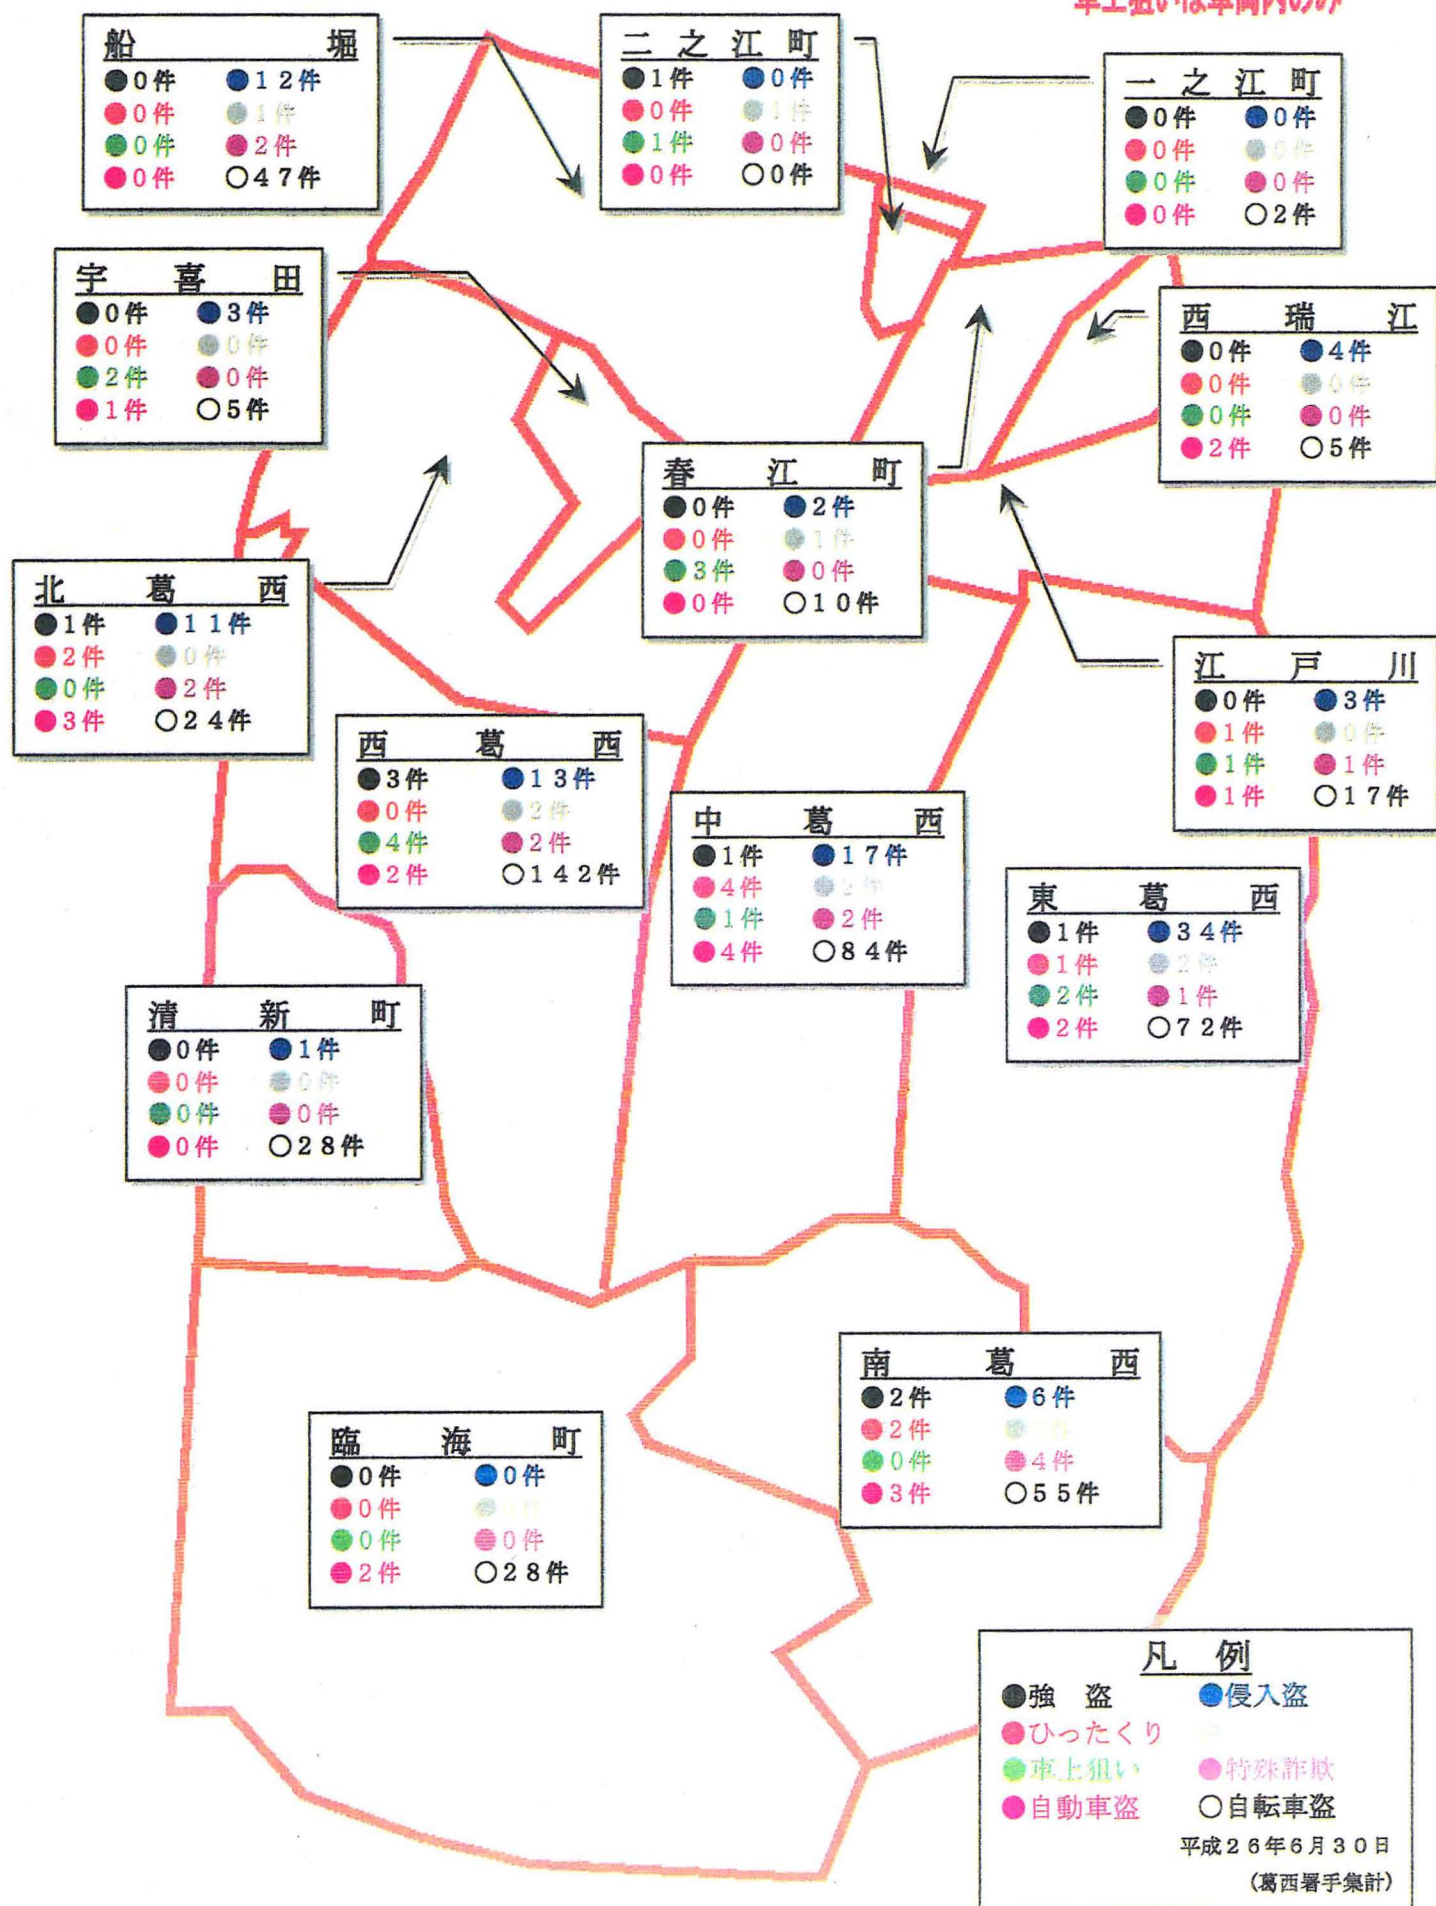 車上狙いは車両内のみ
船堀
●0件 ●12件
●0件 ●1件
●0件 ●2件
●0件 ○47件
二之江町
●1件 ●0件
●0件 ●1件
●1件 ●0件
●0件 ○0件
一之江町
●0件 ●0件
●0件 ●0件
●0件 ●0件
●0件 ○2件
宇喜田
●0件 ●3件
●0件 ●0件
●2件 ●0件
●1件 ○5件
西瑞江
●0件 ●4件
●0件 ●0件
●0件 ●0件
●2件 ○5件
春江町
●0件 ●2件
●0件 ●1件
●3件 ●0件
●0件 ○10件
北葛西
●1件 ●11件
●2件 ●0件
●0件 ●2件
●3件 ○24件
江戸川
●0件 ●3件
●1件 ●0件
●1件 ●1件
●1件 ○17件
西葛西
●3件 ●13件
●0件 ●2件
●4件 ●2件
●2件 ○142件
中葛西
●1件 ●17件
●4件 ●2件
●1件 ●2件
●4件 ○84件
東葛西
●1件 ●34件
●1件 ●2件
●2件 ●1件
●2件 ○72件
清新町
●0件 ●1件
●0件 ●0件
●0件 ●0件
●0件 ○28件
南葛西
●2件 ●6件
●2件 ●
●0件 ●4件
●3件 ○55件
臨海町
●0件 ●0件
●0件 ●
●0件 ●0件
●2件 ○28件
凡例
●強盗 ●侵入盗
●ひったくり
●車上狙い ●特殊詐欺
●自動車盗 ○自転車盗
平成26年6月30日
(葛西署手集計)